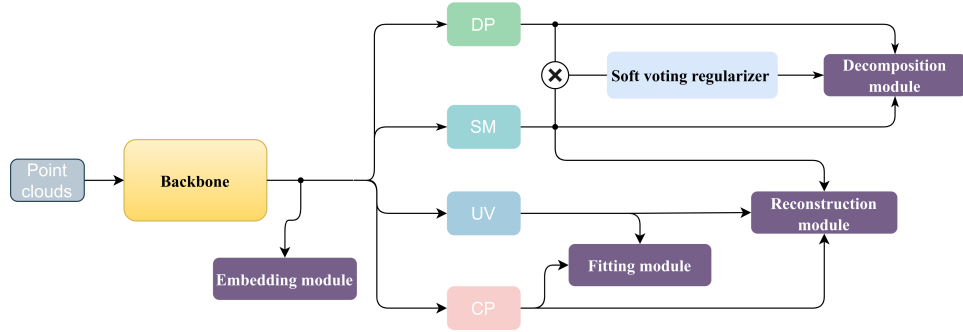 DP
Soft voting regularizer
Decomposition
module
SM
Point
clouds
Backbone
UV
Reconstruction
module
Embedding module
Fitting module
CP